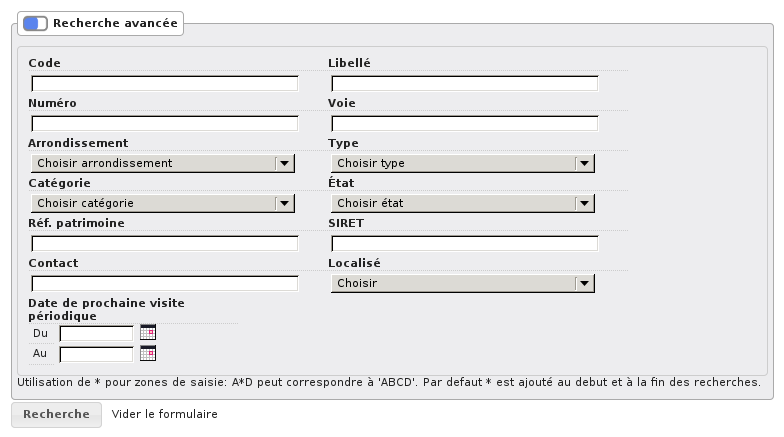 Recherche avancée
Code Libellé
Numéro Voie
Arrondissement Type
Choisir arrondissement Choisir type
Catégorie État
Choisir catégorie Choisir état
Réf. patrimoine SIRET
Contact Localisé
Choisir
Date de prochaine visite
périodique
Du
Au
Utilisation de * pour zones de saisie: A*D peut correspondre à 'ABCD'. Par defaut * est ajouté au debut et à la fin des recherches.
Recherche Vider le formulaire